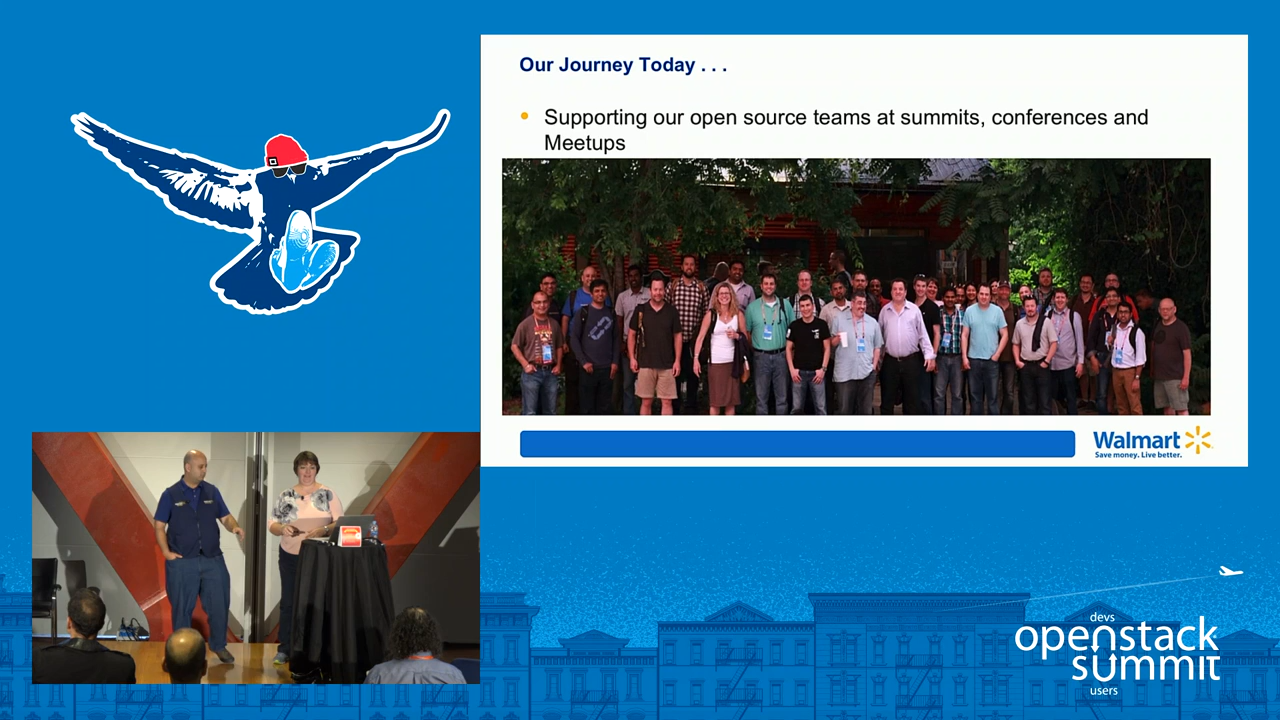 Our Journey Today . . .
Supporting our open source teams at summits, conferences and
Meetups
Walmart
Save money. Live better.
devs
openstack
summit
users